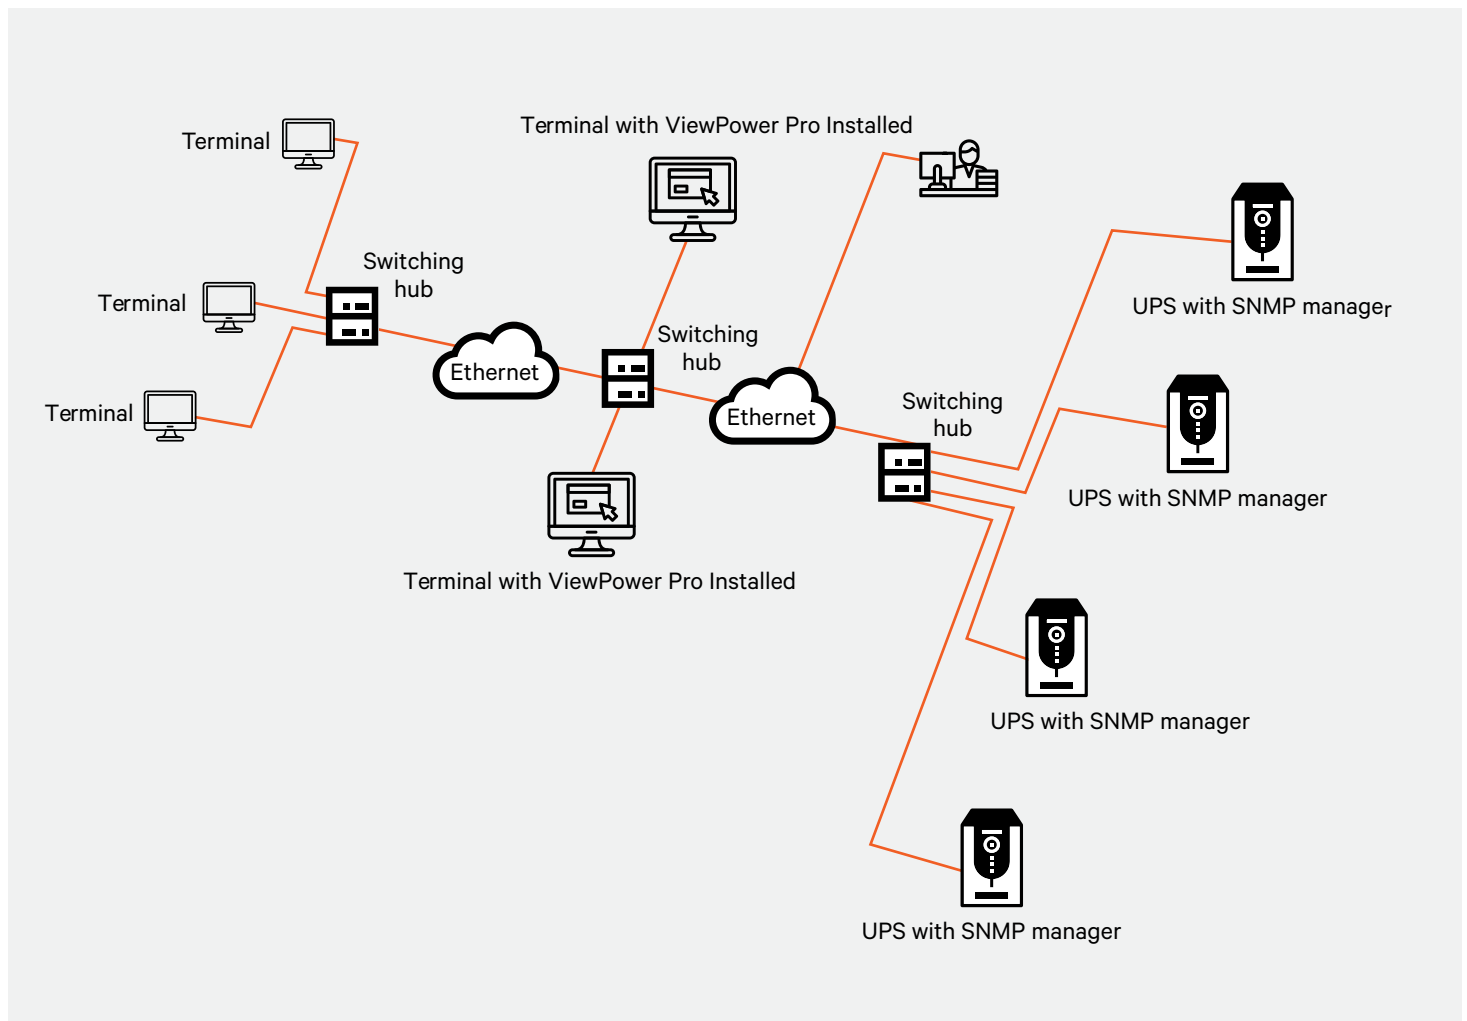 Terminal with ViewPower Pro Installed
Terminal
Switching
hub
Terminal
UPS with SNMP manager
Switching
hub
Ethernet
Terminal
Ethernet
Switching
hub
UPS with SNMP manager
Terminal with ViewPower Pro Installed
UPS with SNMP manager
UPS with SNMP manager